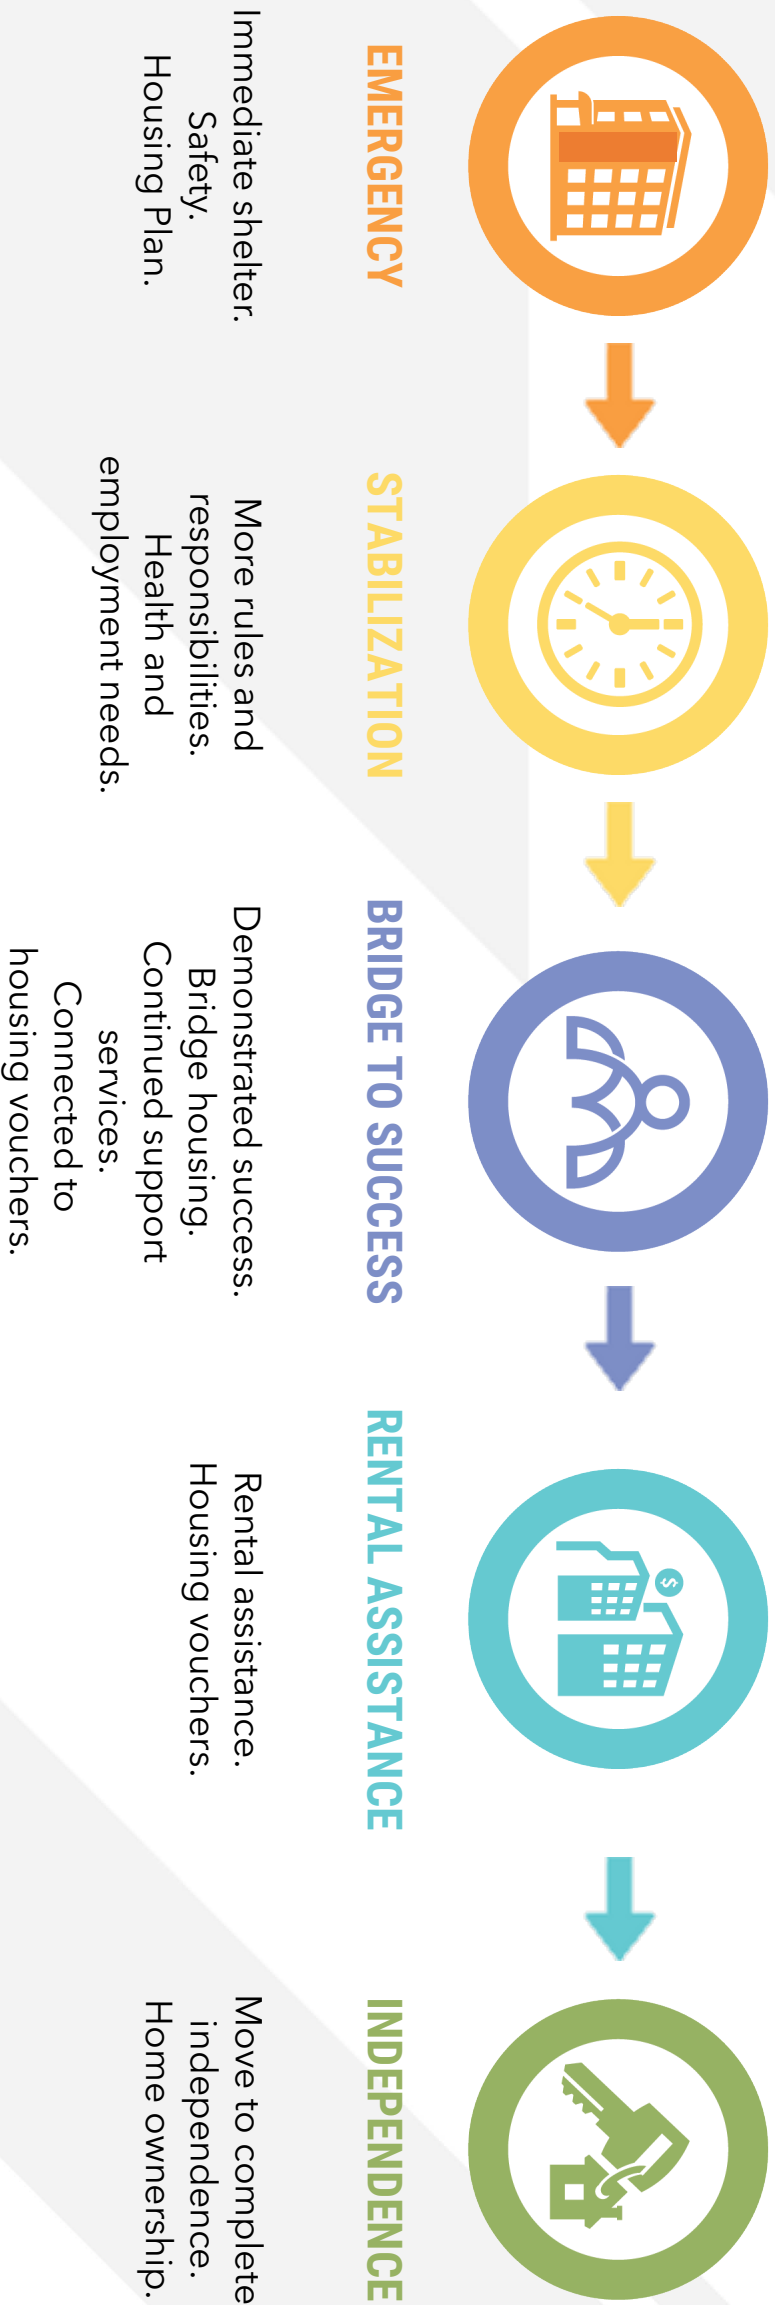 $
EMERGENCY
Immediate shelter.
Safety.
Housing Plan.
STABILIZATION
More rules and
responsibilities.
Health and
employment needs.
BRIDGE TO SUCCESS
Demonstrated success.
Bridge housing.
Continued support
services.
Connected to
housing vouchers.
RENTAL ASSISTANCE
Rental assistance.
Housing vouchers.
INDEPENDENCE
Move to complete
independence.
Home ownership.